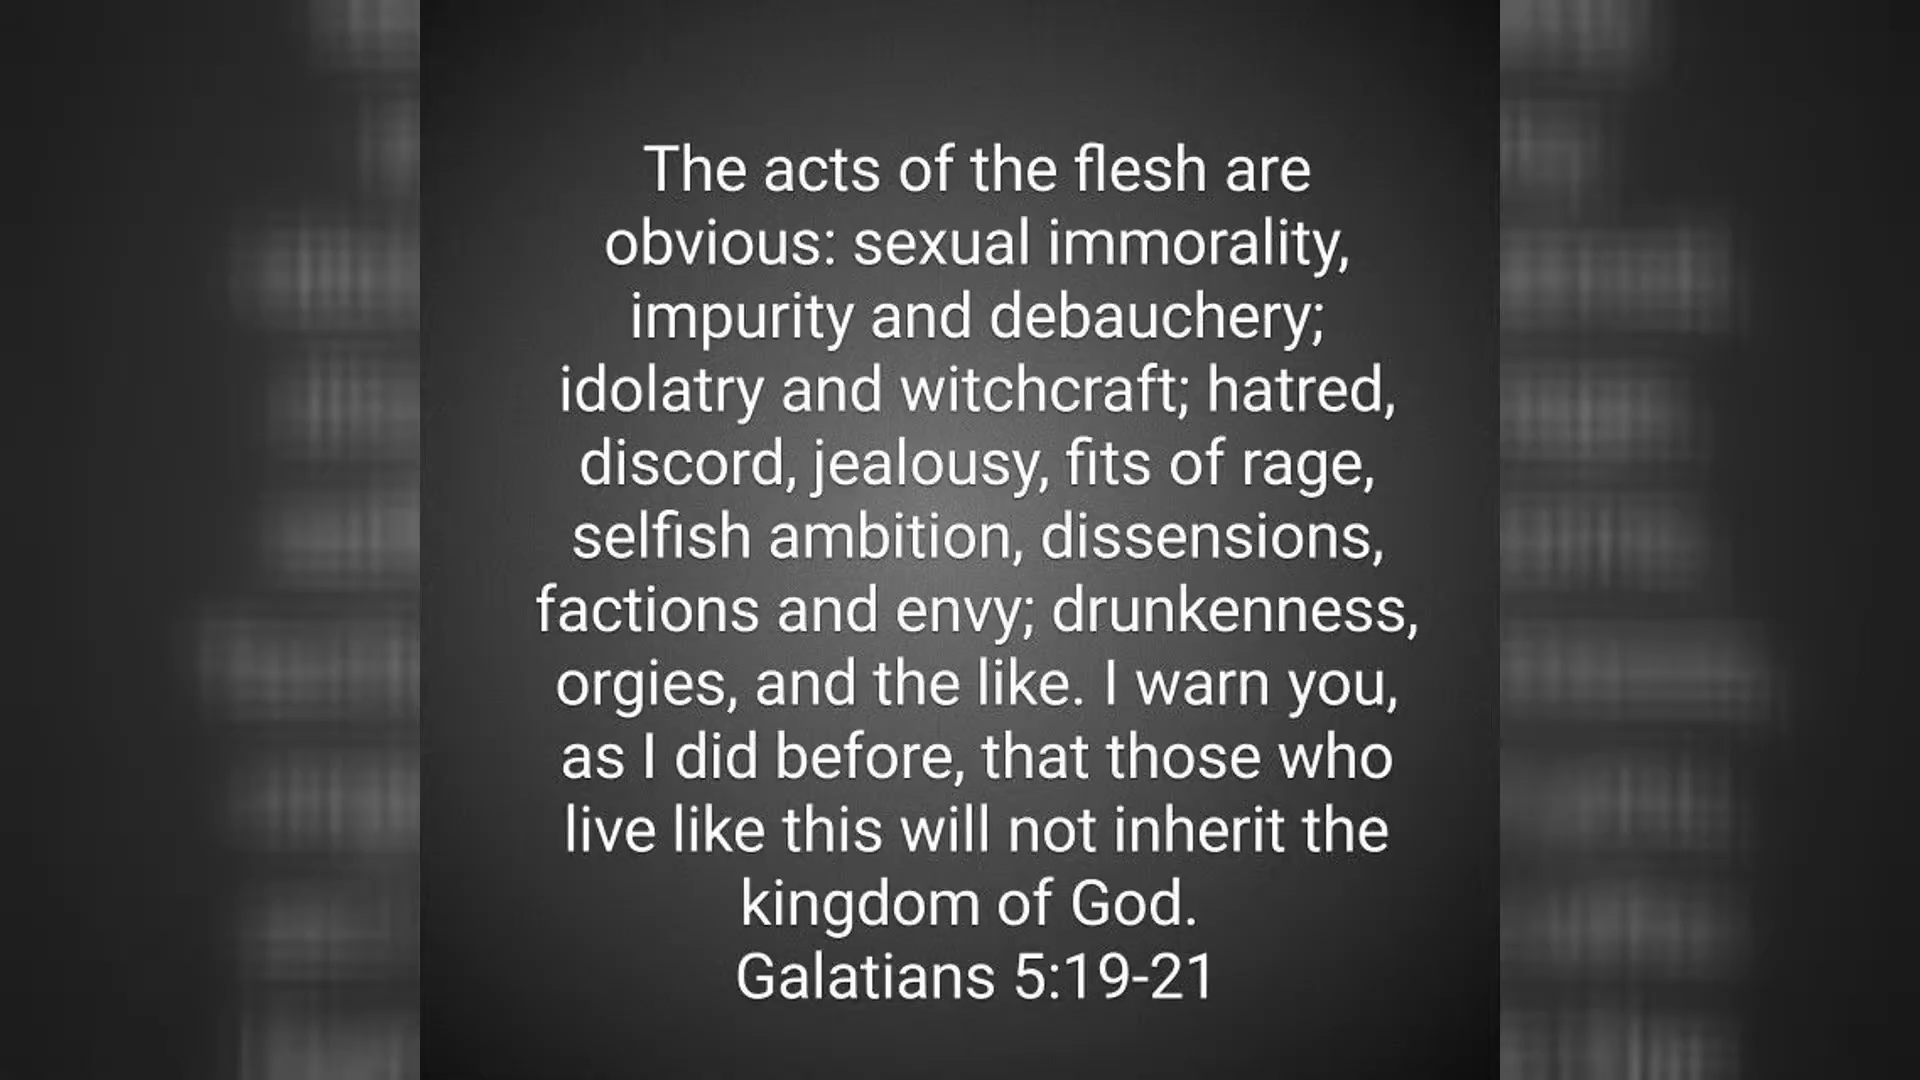 The acts of the flesh are
obvious: sexual immorality,
impurity and debauchery;
idolatry and witchcraft; hatred,
discord, jealousy, fits of rage,
selfish ambition, dissensions,
factions and envy; drunkenness,
orgies, and the like. I warn you,
as I did before, that those who
live like this will not inherit the
kingdom of God.
Galatians 5:19-21